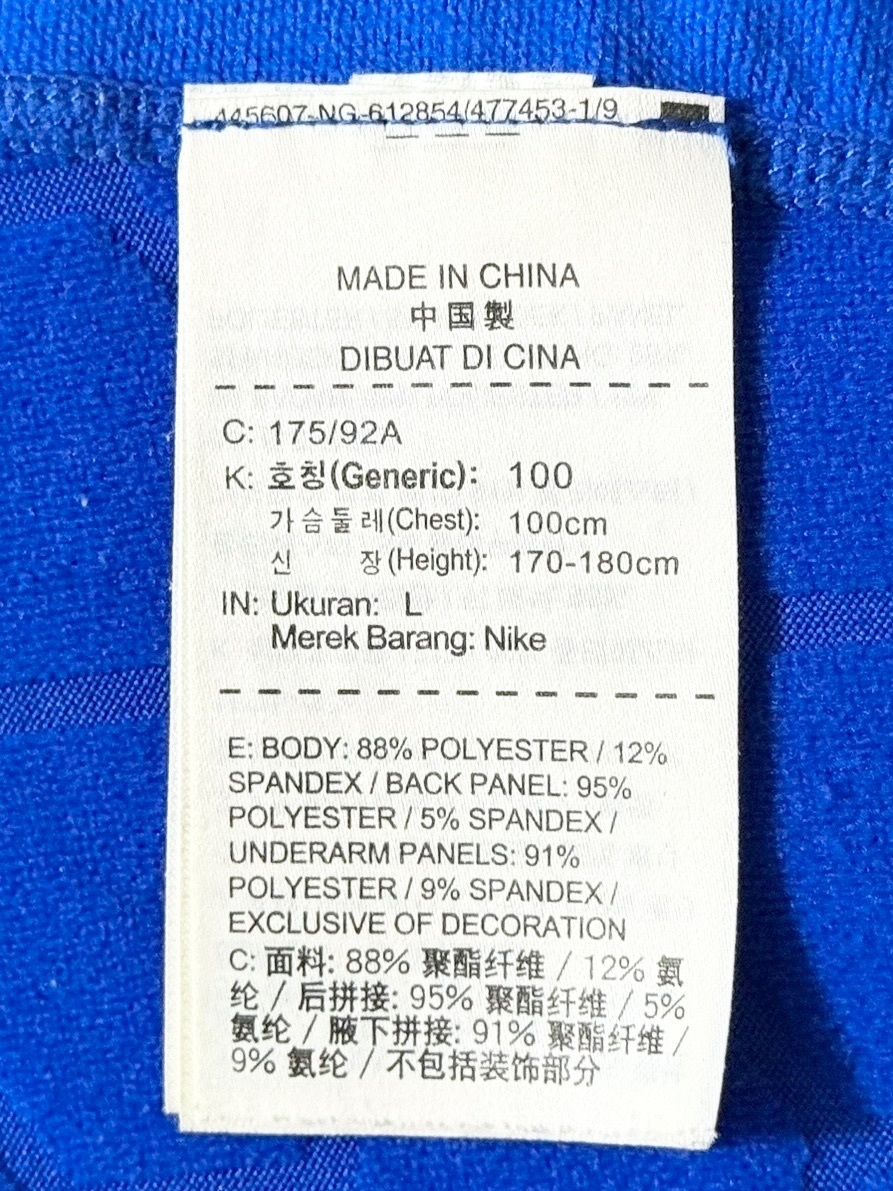 445607-NG-612854/477453-1/9
MADE IN CHINA
中国製
DIBUAT DI CINA
C: 175/92A
K: 호칭(Generic): 100
가슴둘레(Chest): 100cm
신 장(Height): 170-180cm
IN: Ukuran: L
Merek Barang: Nike
E: BODY: 88% POLYESTER / 12%
SPANDEX / BACK PANEL: 95%
POLYESTER / 5% SPANDEX /
UNDERARM PANELS: 91%
POLYESTER / 9% SPANDEX /
EXCLUSIVE OF DECORATION
C: 面料: 88% 聚酯纤维 / 12% 氨
纶 / 后拼接: 95% 聚酯纤维 / 5%
氨纶 / 腋下拼接: 91% 聚酯纤维 /
9% 氨纶 / 不包括装饰部分